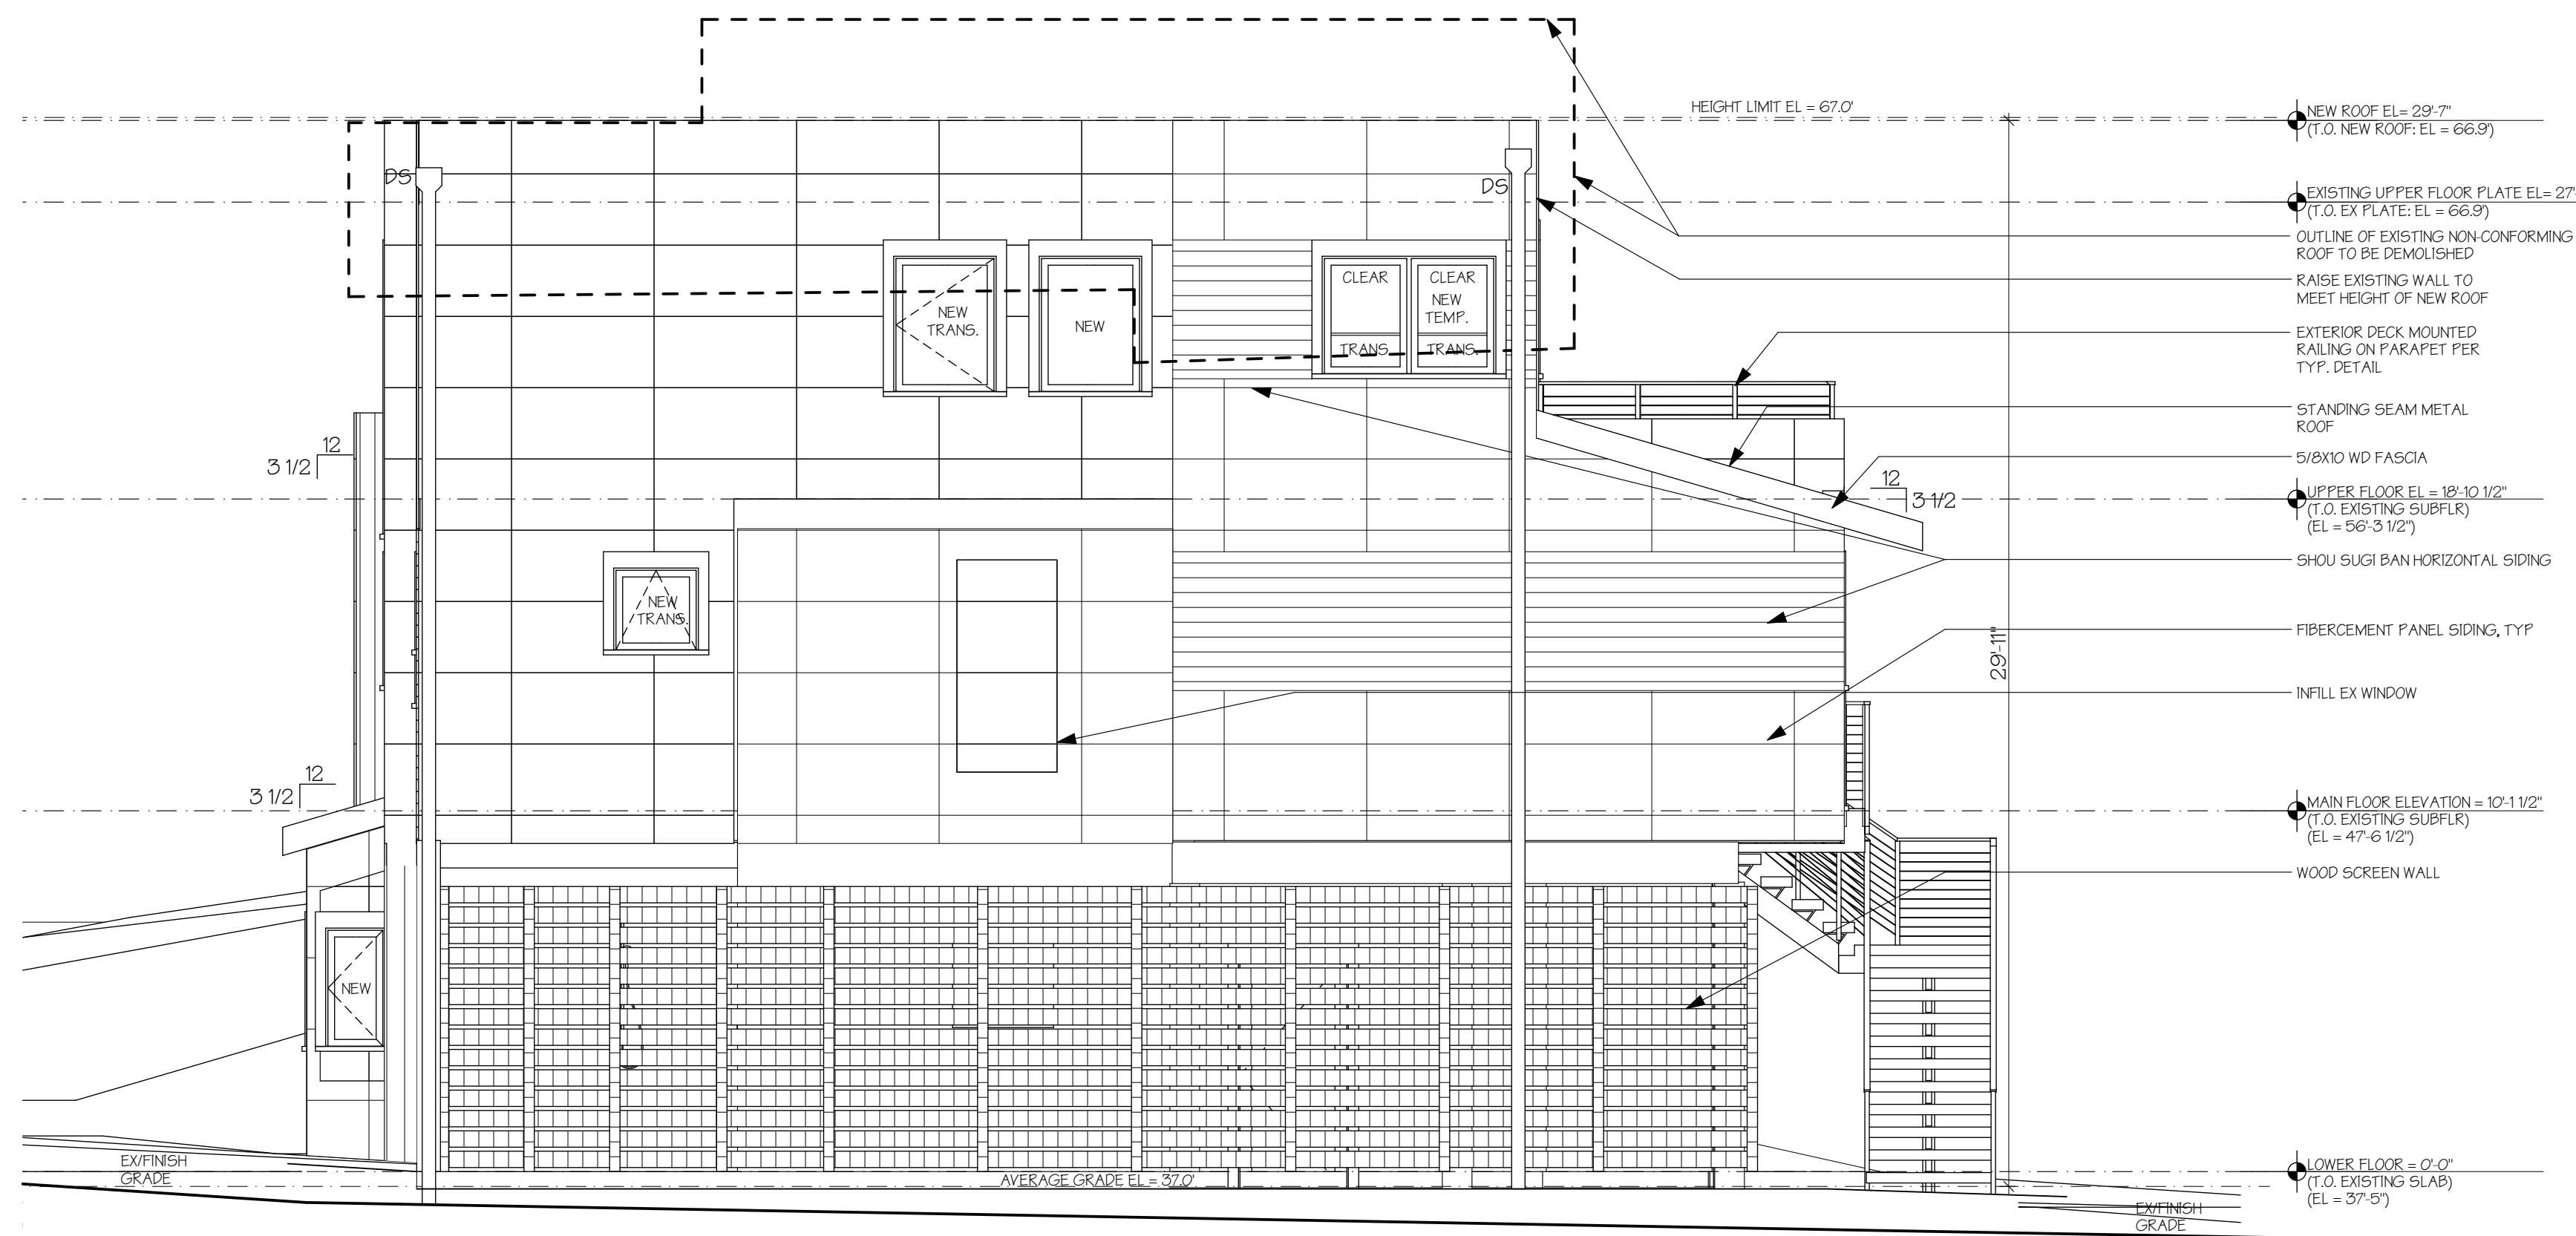 HEIGHT LIMIT EL = 67.0'
NEW ROOF EL= 29'-7"
(T.O. NEW ROOF: EL = 66.9')
DS
DS
EXISTING UPPER FLOOR PLATE EL= 27'
(T.O. EX PLATE: EL = 66.9')
OUTLINE OF EXISTING NON-CONFORMING
ROOF TO BE DEMOLISHED
RAISE EXISTING WALL TO
MEET HEIGHT OF NEW ROOF
CLEAR
CLEAR
NEW
TEMP.
TRANS.
TRANS.
NEW
TRANS.
NEW
EXTERIOR DECK MOUNTED
RAILING ON PARAPET PER
TYP. DETAIL
STANDING SEAM METAL
ROOF
12
3 1/2
5/8X10 WD FASCIA
12
3 1/2
UPPER FLOOR EL = 18'-10 1/2"
(T.O. EXISTING SUBFLR)
(EL = 56'-3 1/2")
SHOU SUGI BAN HORIZONTAL SIDING
NEW
TRANS.
FIBERCEMENT PANEL SIDING, TYP
29'-11"
INFILL EX WINDOW
12
3 1/2
MAIN FLOOR ELEVATION = 10'-1 1/2"
(T.O. EXISTING SUBFLR)
(EL = 47'-6 1/2")
WOOD SCREEN WALL
NEW
EX/FINISH
GRADE
AVERAGE GRADE EL = 37.0'
LOWER FLOOR = 0'-0"
(T.O. EXISTING SLAB)
(EL = 37'-5")
EX/FINISH
GRADE